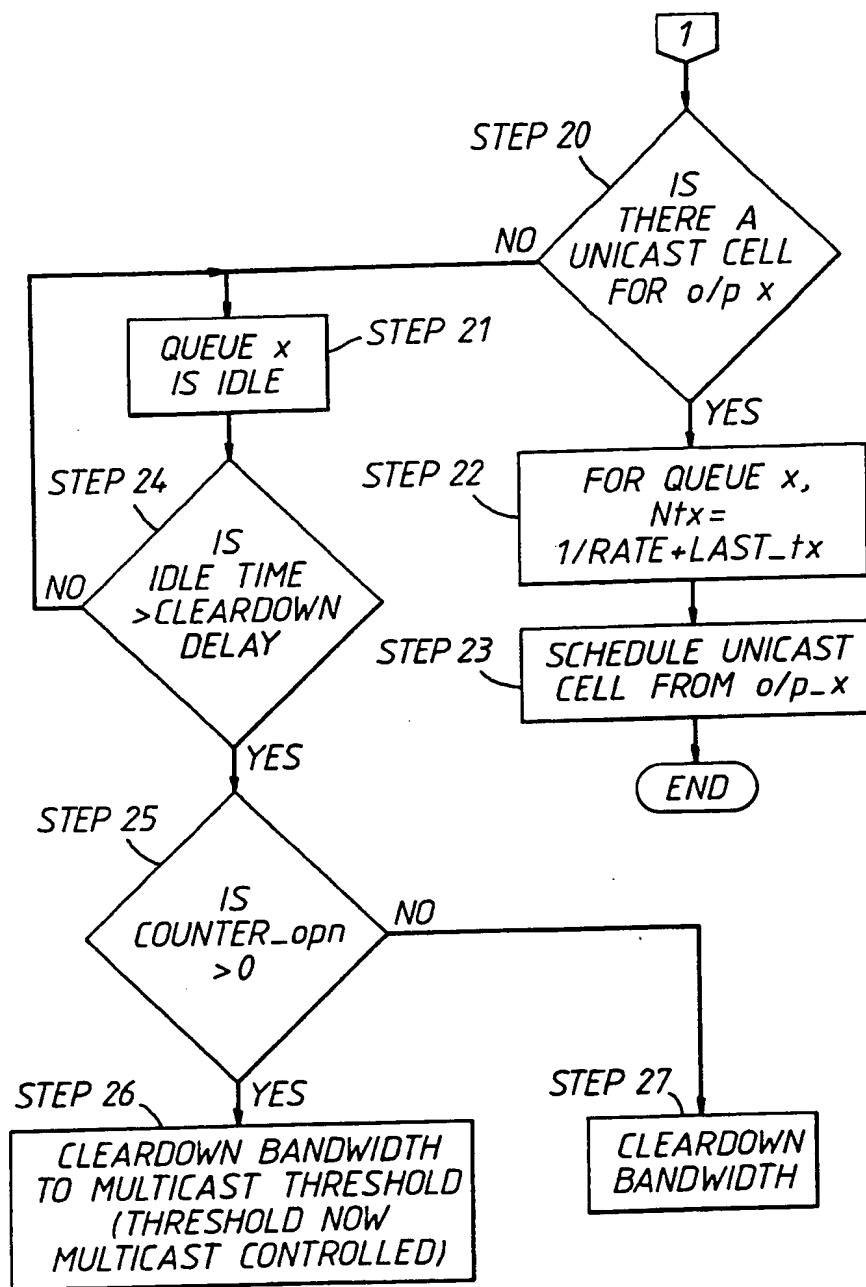 1
STEP 20
IS
THERE A
UNICAST CELL
FOR o/p x
NO
YES
QUEUE x
IS IDLE
STEP 21
STEP 22
FOR QUEUE x,
Ntx=
1/RATE+LAST_tx
STEP 24
IS
IDLE TIME
>CLEARDOWN
DELAY
NO
YES
STEP 23
SCHEDULE UNICAST
CELL FROM o/p_x
END
STEP 25
IS
COUNTER_opn
>0
NO
YES
STEP 26
CLEARDOWN BANDWIDTH
TO MULTICAST THRESHOLD
(THRESHOLD NOW
MULTICAST CONTROLLED)
STEP 27
CLEARDOWN
BANDWIDTH